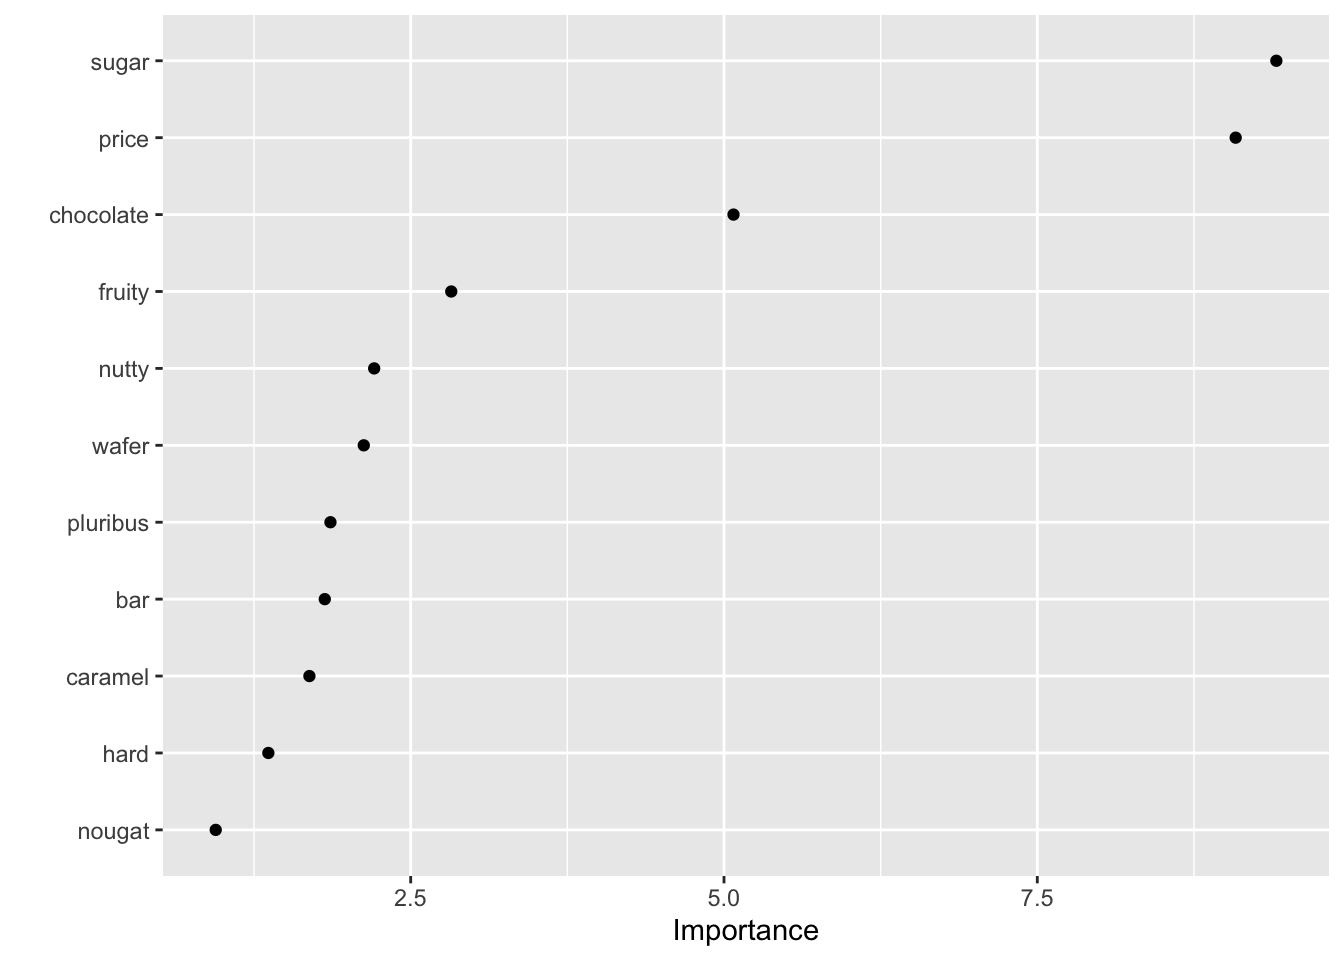 sugar
price
chocolate
fruity
nutty
wafer
pluribus
bar
caramel
hard
nougat
2.5 5.0 7.5
Importance